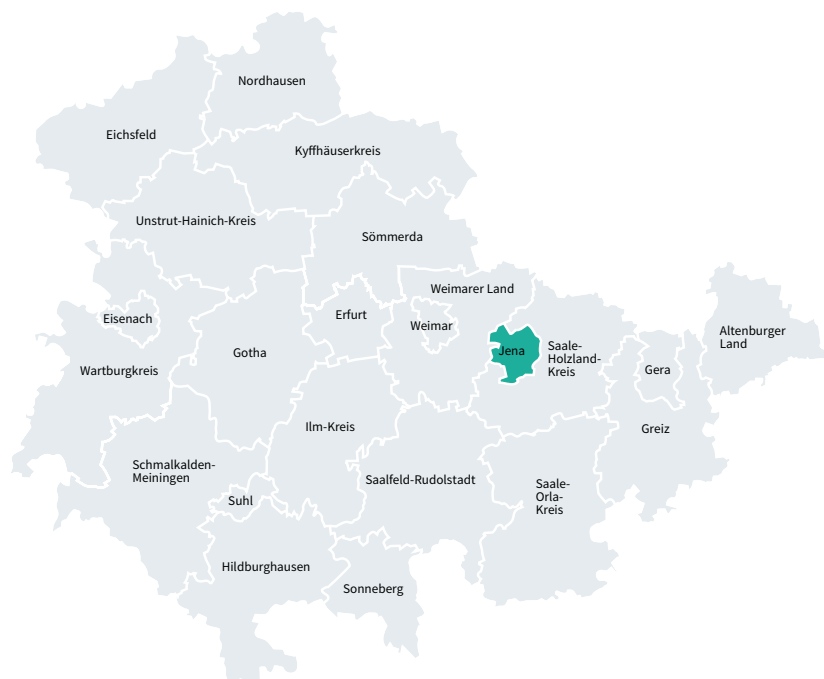 Nordhausen
Eichsfeld
Kyffhäuserkreis
Unstrut-Hainich-Kreis
Sömmerda
Weimarer Land
Eisenach
Erfurt
Weimar
Altenburger
Land
Gotha
Jena
Saale-
Holzland-
Kreis
Wartburgkreis
Gera
Ilm-Kreis
Greiz
Schmalkalden-
Meiningen
Saalfeld-Rudolstadt
Saale-
Orla-
Kreis
Suhl
Hildburghausen
Sonneberg